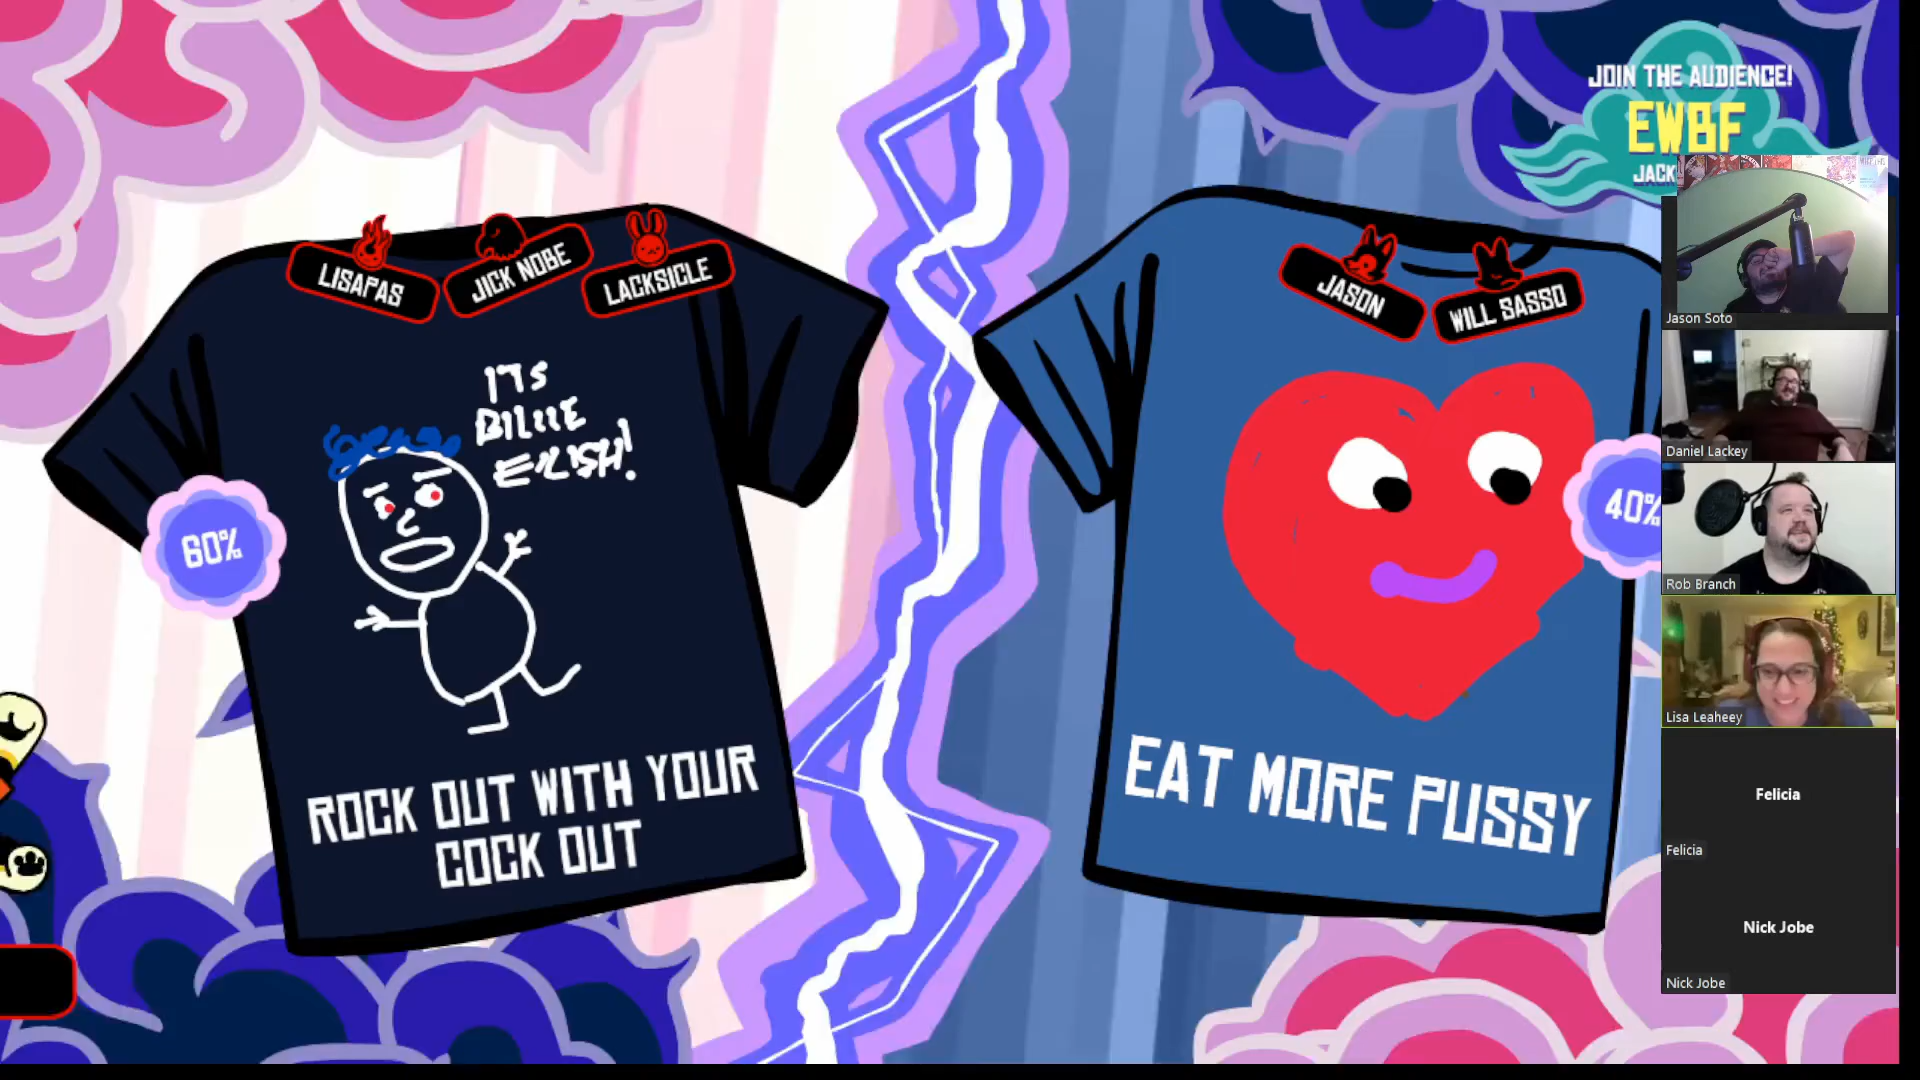 JOIN THE AUDIENCE!
EWBF
JACK
LISAPAS
JICK NOBE
LACKSICLE
JASON
WILL SASSO
ITS
BILLIE
EILISH!
60%
40%
ROCK OUT WITH YOUR
COCK OUT
EAT MORE PUSSY
Jason Soto
Daniel Lackey
Rob Branch
Lisa Leaheey
Felicia
Felicia
Nick Jobe
Nick Jobe